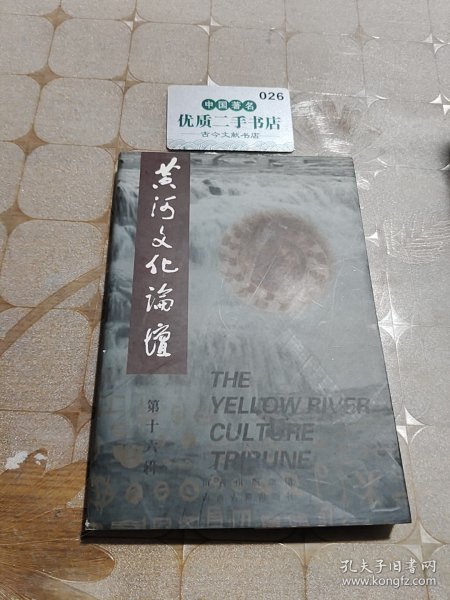 026
中国著名
优质二手书店
古今文献书店
黄河文化论壇
第十六辑
THE
YELLOW RIVER
CULTURE
TRIBUNE
孔夫子旧书网
www.kongfz.com